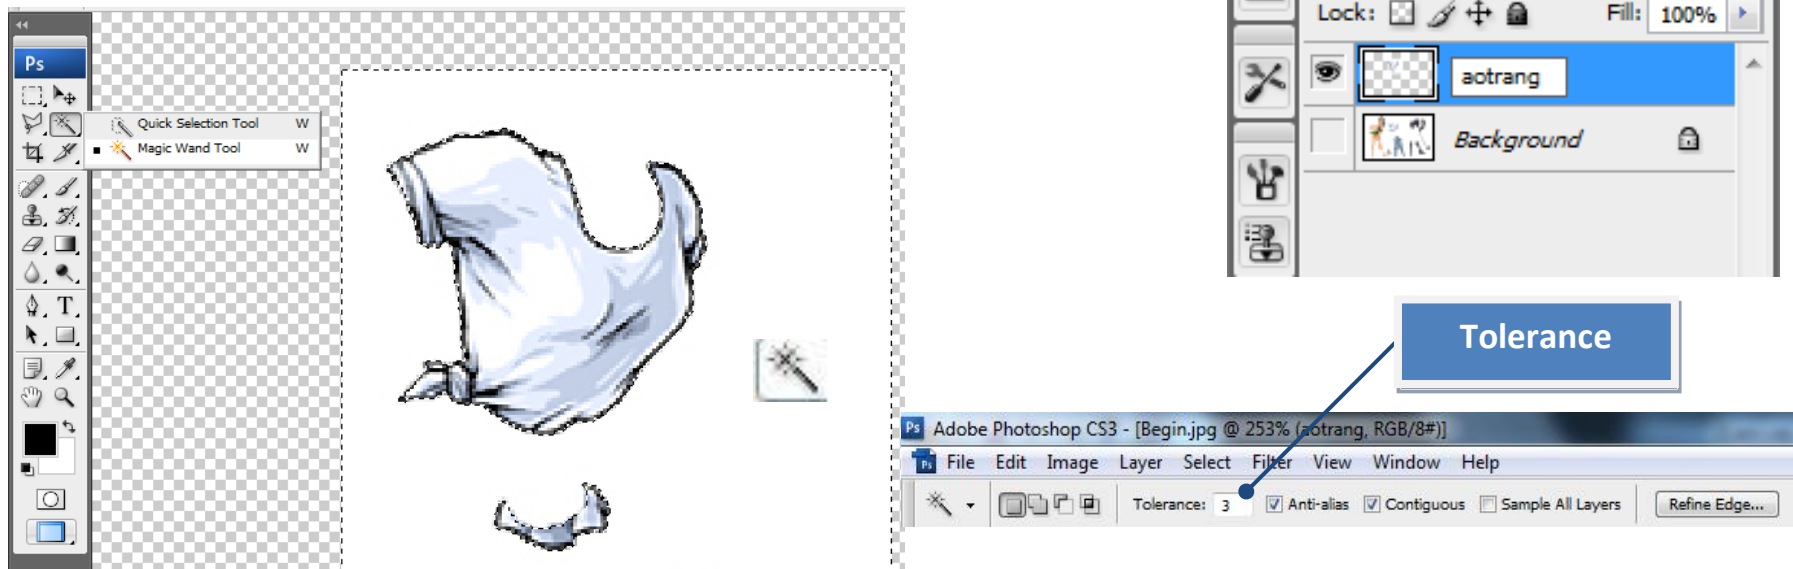 Ps
Quick Selection Tool W
Magic Wand Tool W
T
Lock: Fill: 100%
aotrang
Background
Tolerance
Ps Adobe Photoshop CS3 - [Begin.jpg @ 253% (aotrang, RGB/8#)]
Ps File Edit Image Layer Select Filter View Window Help
Tolerance: 3 Anti-alias Contiguous Sample All Layers Refine Edge...